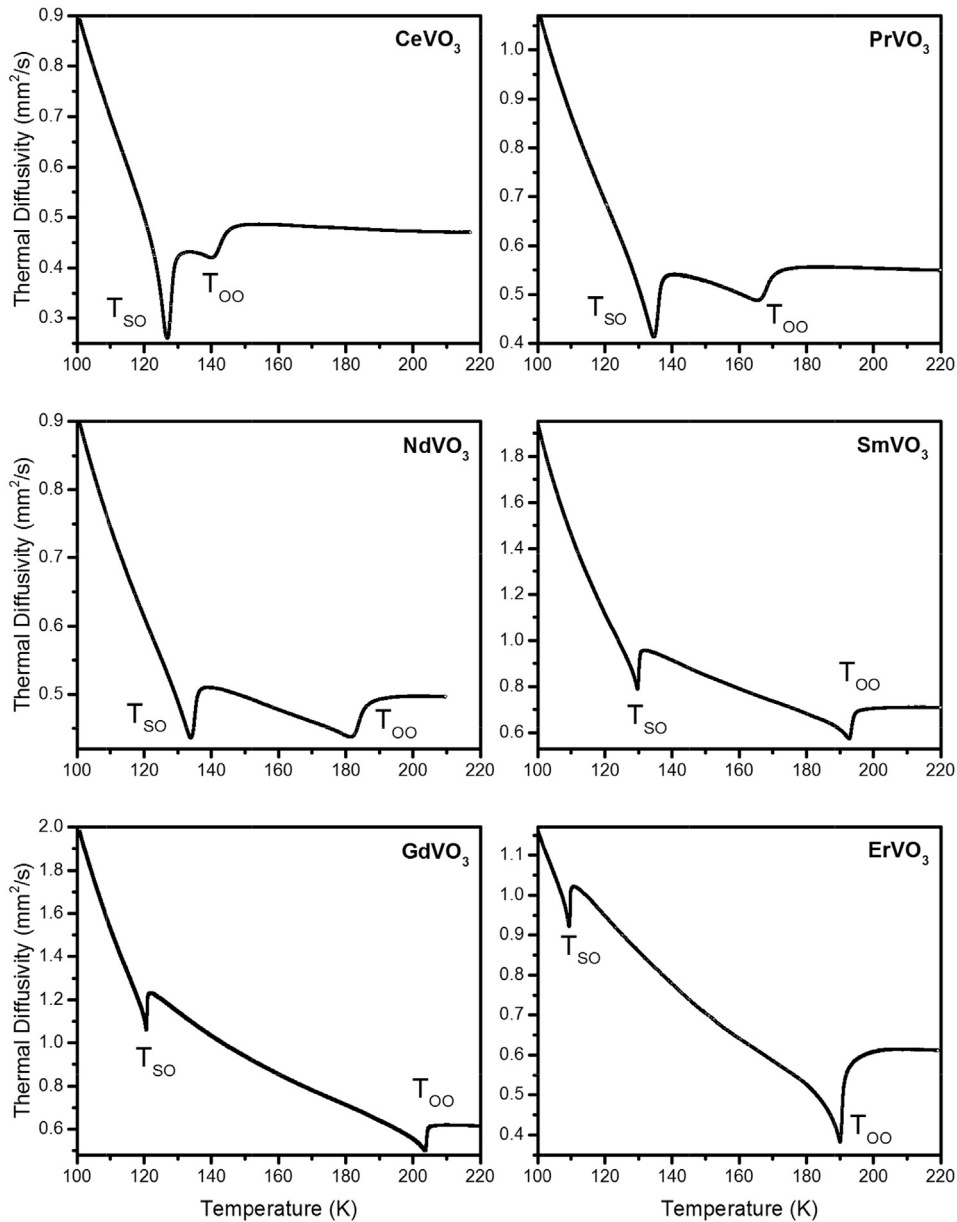 CeVO3
Thermal Diffusivity (mm2/s)
0.9
0.8
0.7
0.6
0.5
0.4
0.3
TSO
TOO
100 120 140 160 180 200 220
PrVO3
1.0
0.9
0.8
0.7
0.6
0.5
0.4
TSO
TOO
100 120 140 160 180 200 220
NdVO3
Thermal Diffusivity (mm2/s)
0.9
0.8
0.7
0.6
0.5
TSO
TOO
100 120 140 160 180 200 220
SmVO3
1.8
1.6
1.4
1.2
1.0
0.8
0.6
TOO
TSO
100 120 140 160 180 200 220
GdVO3
Thermal Diffusivity (mm2/s)
2.0
1.8
1.6
1.4
1.2
1.0
0.8
0.6
TSO
TOO
100 120 140 160 180 200 220
Temperature (K)
ErVO3
1.1
1.0
0.9
0.8
0.7
0.6
0.5
0.4
TSO
TOO
100 120 140 160 180 200 220
Temperature (K)